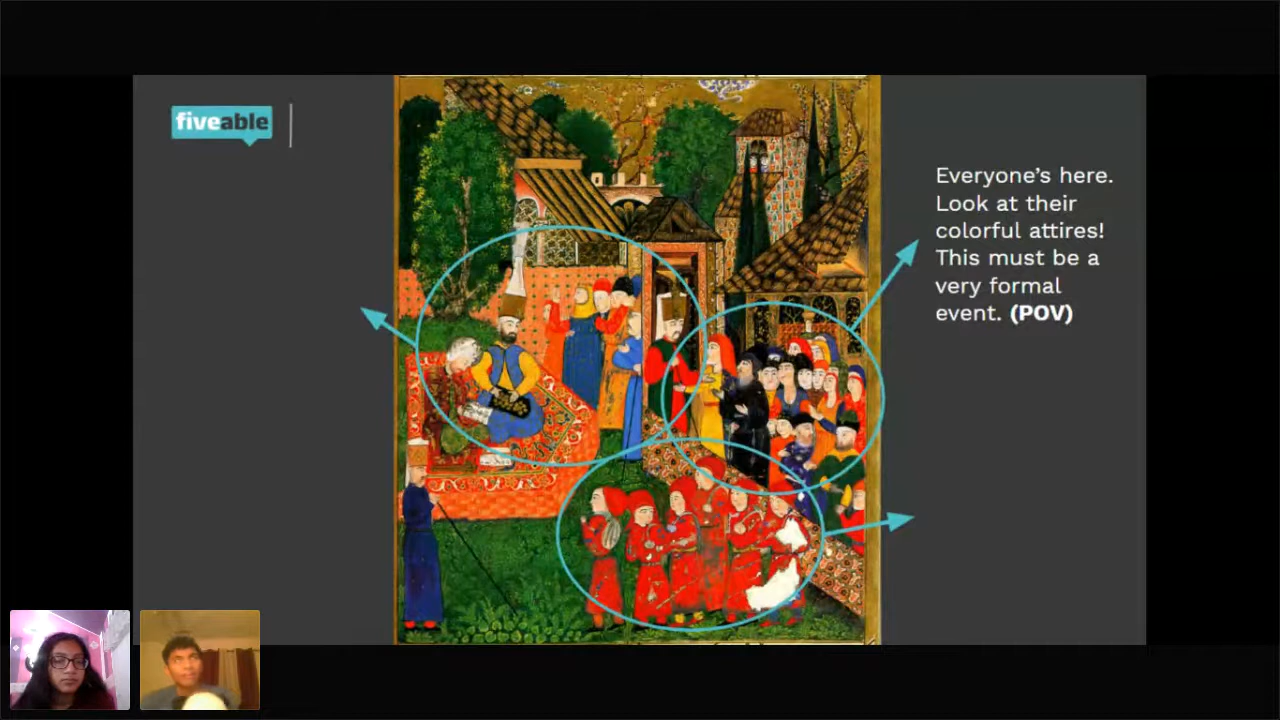 fiveable
Everyone's here.
Look at their
colorful attires!
This must be a
very formal
event. (POV)